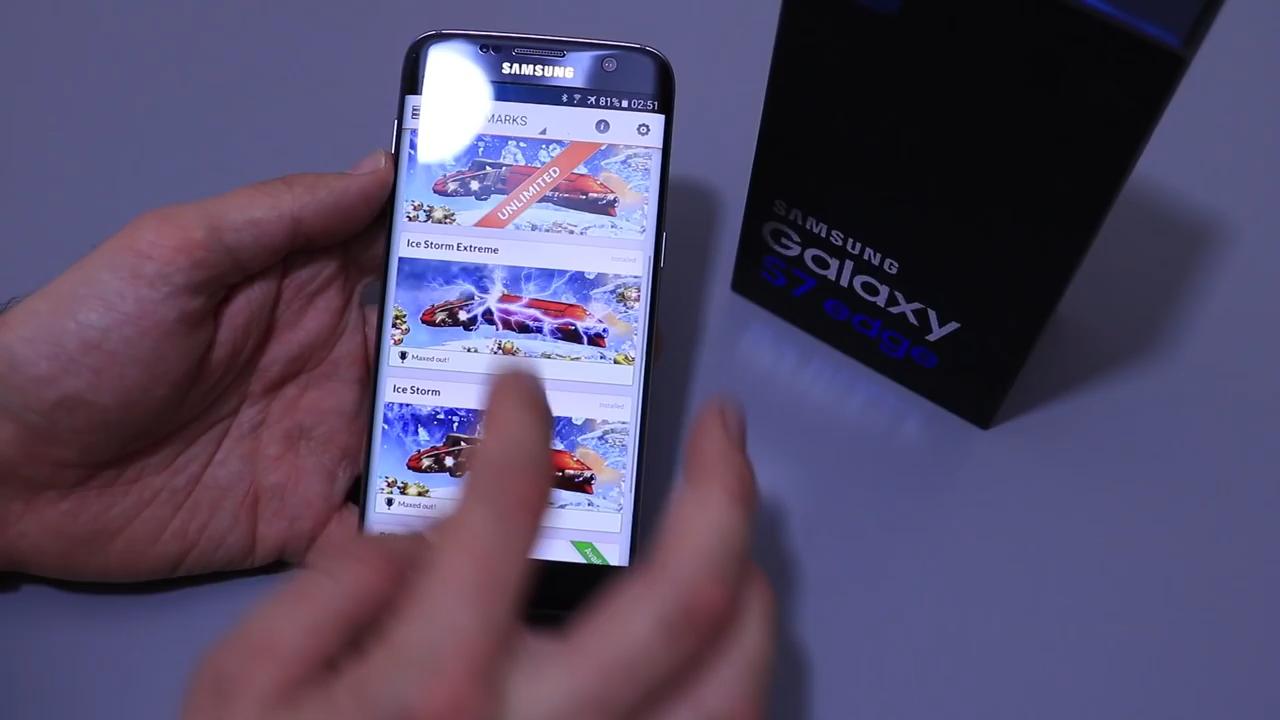 SAMSUNG
81% 02:51
MARKS
UNLIMITED
Ice Storm Extreme
Installed
Maxed out!
Ice Storm
Installed
Maxed out!
SAMSUNG
Galaxy
S7 edge